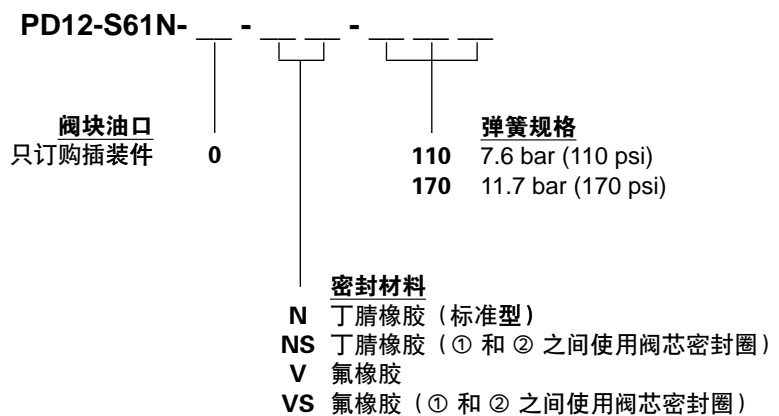 PD12-S61N- __ - __ __ - __ __ __
阀块油口
只订购插装件 0
弹簧规格
110 7.6 bar (110 psi)
170 11.7 bar (170 psi)
密封材料
N 丁腈橡胶（标准型）
NS 丁腈橡胶（① 和 ② 之间使用阀芯密封圈）
V 氟橡胶
VS 氟橡胶（① 和 ② 之间使用阀芯密封圈）